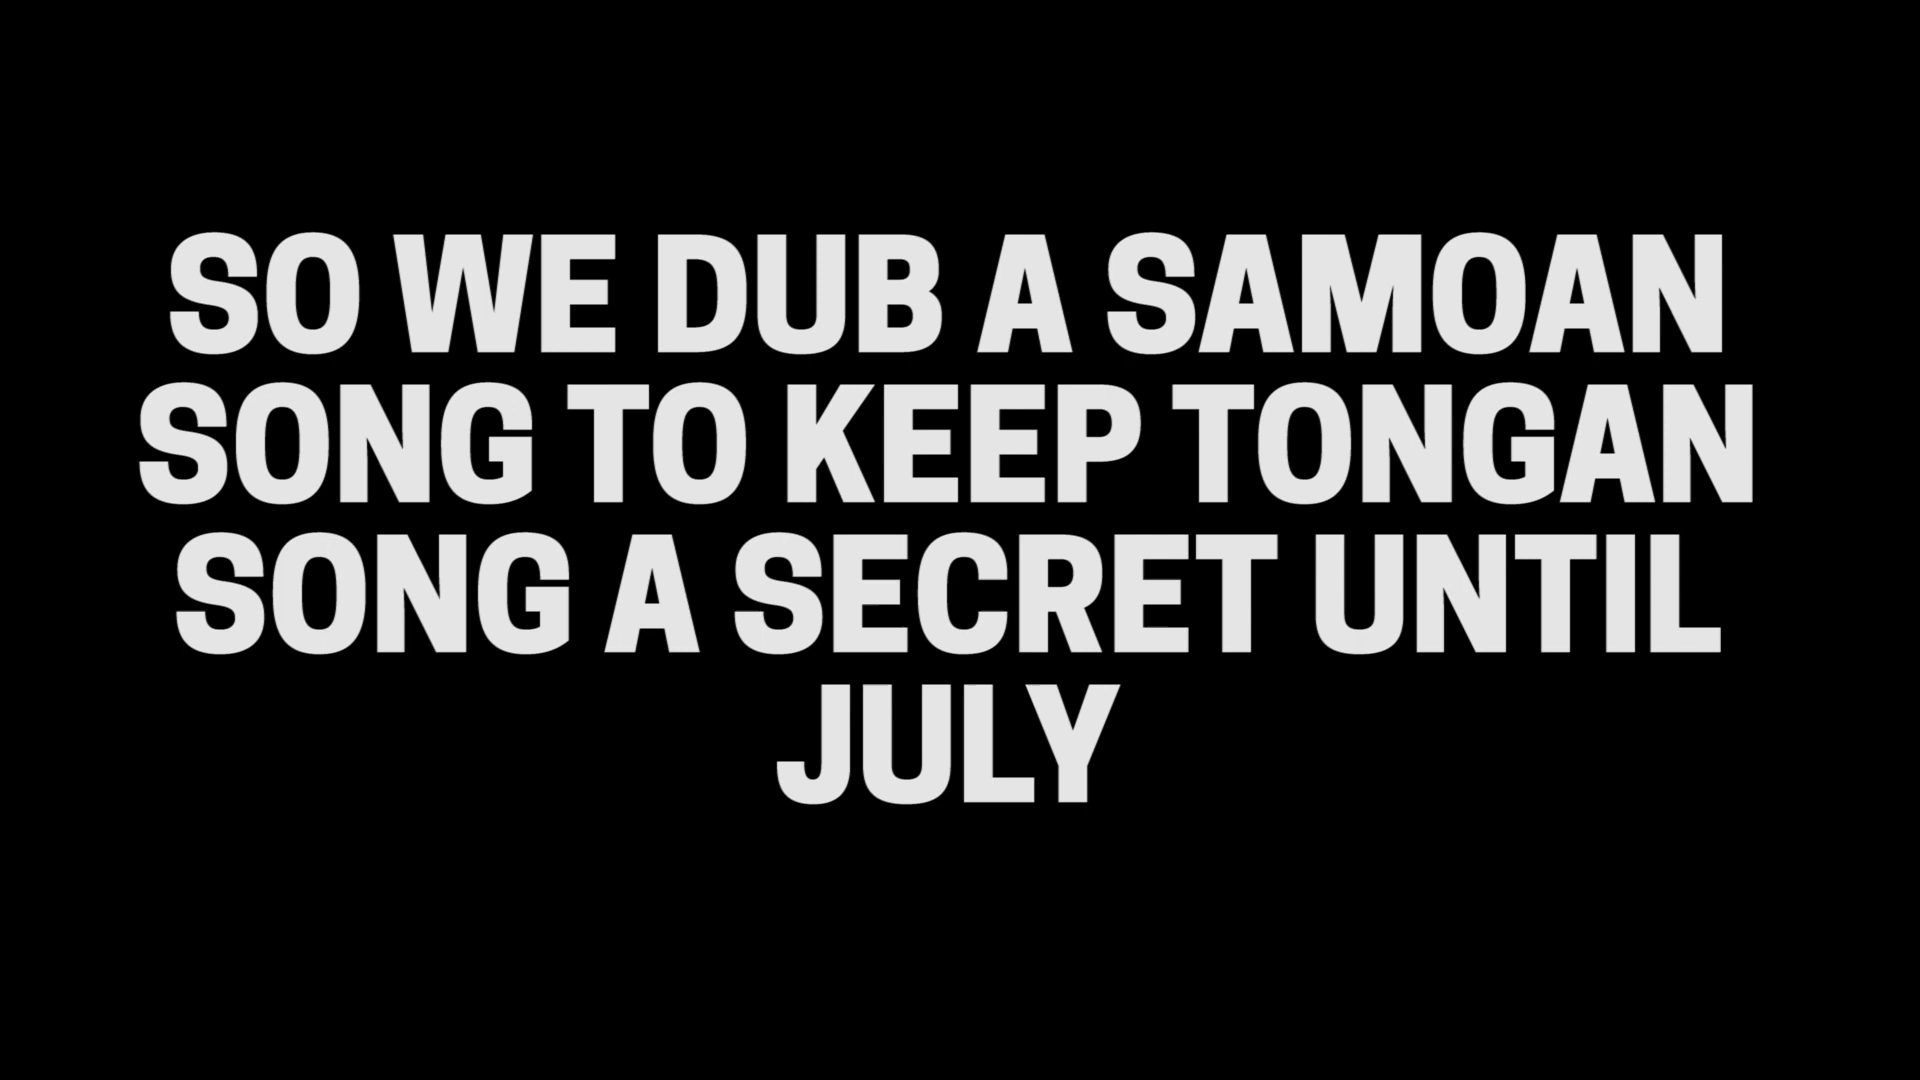 SO WE DUB A SAMOAN
SONG TO KEEP TONGAN
SONG A SECRET UNTIL
JULY